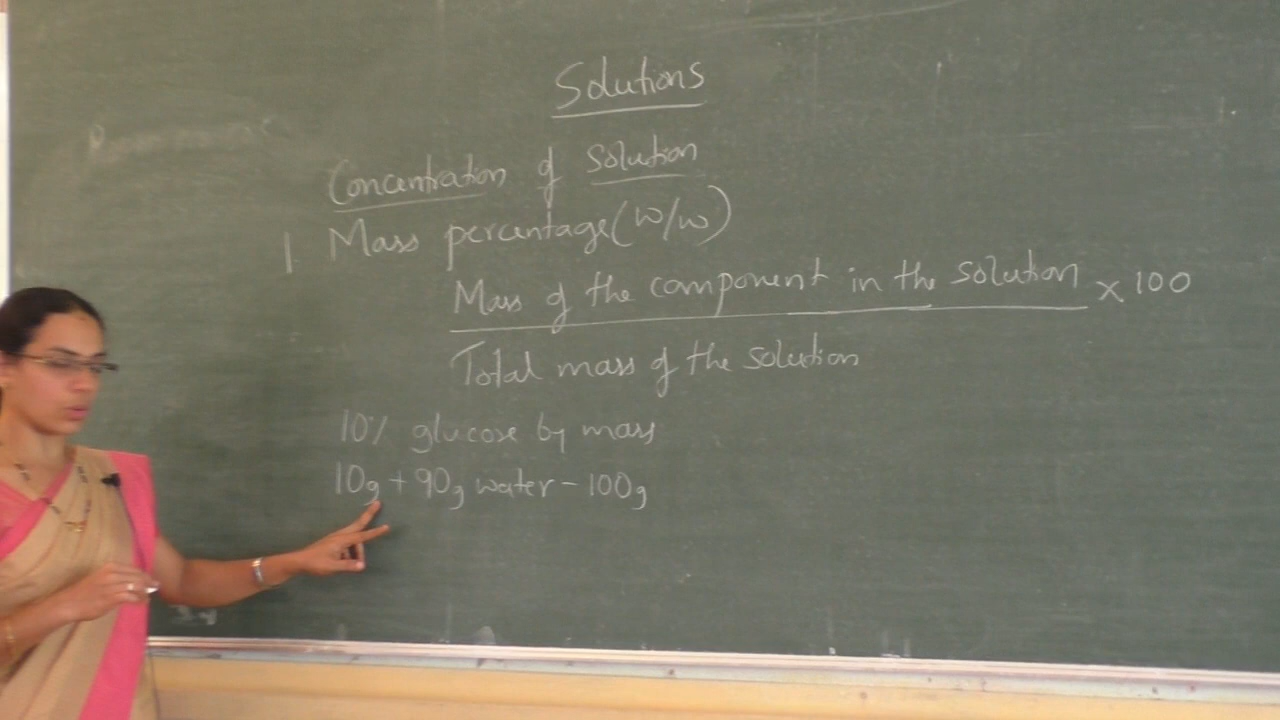 Solutions
Concentration of solution
1. Mass percentage (w/w)
Mass of the component in the solution × 100
Total mass of the solution
10% glucose by mass
10g + 90g water - 100g